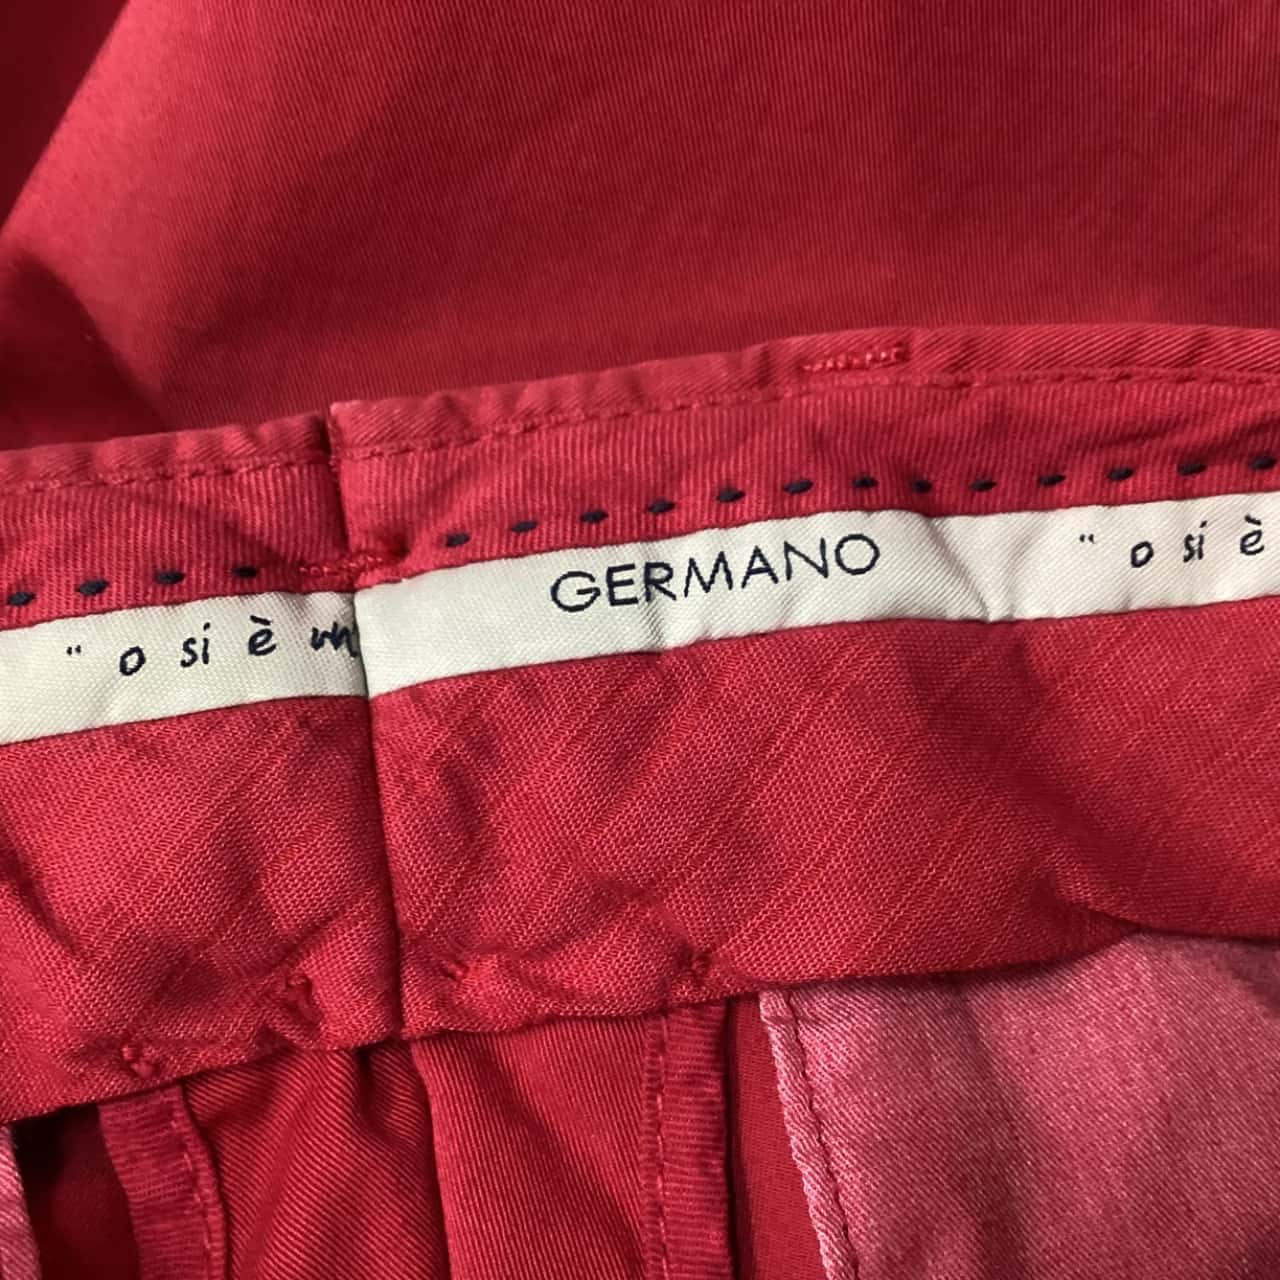 " o si è
GERMANO
" o si è